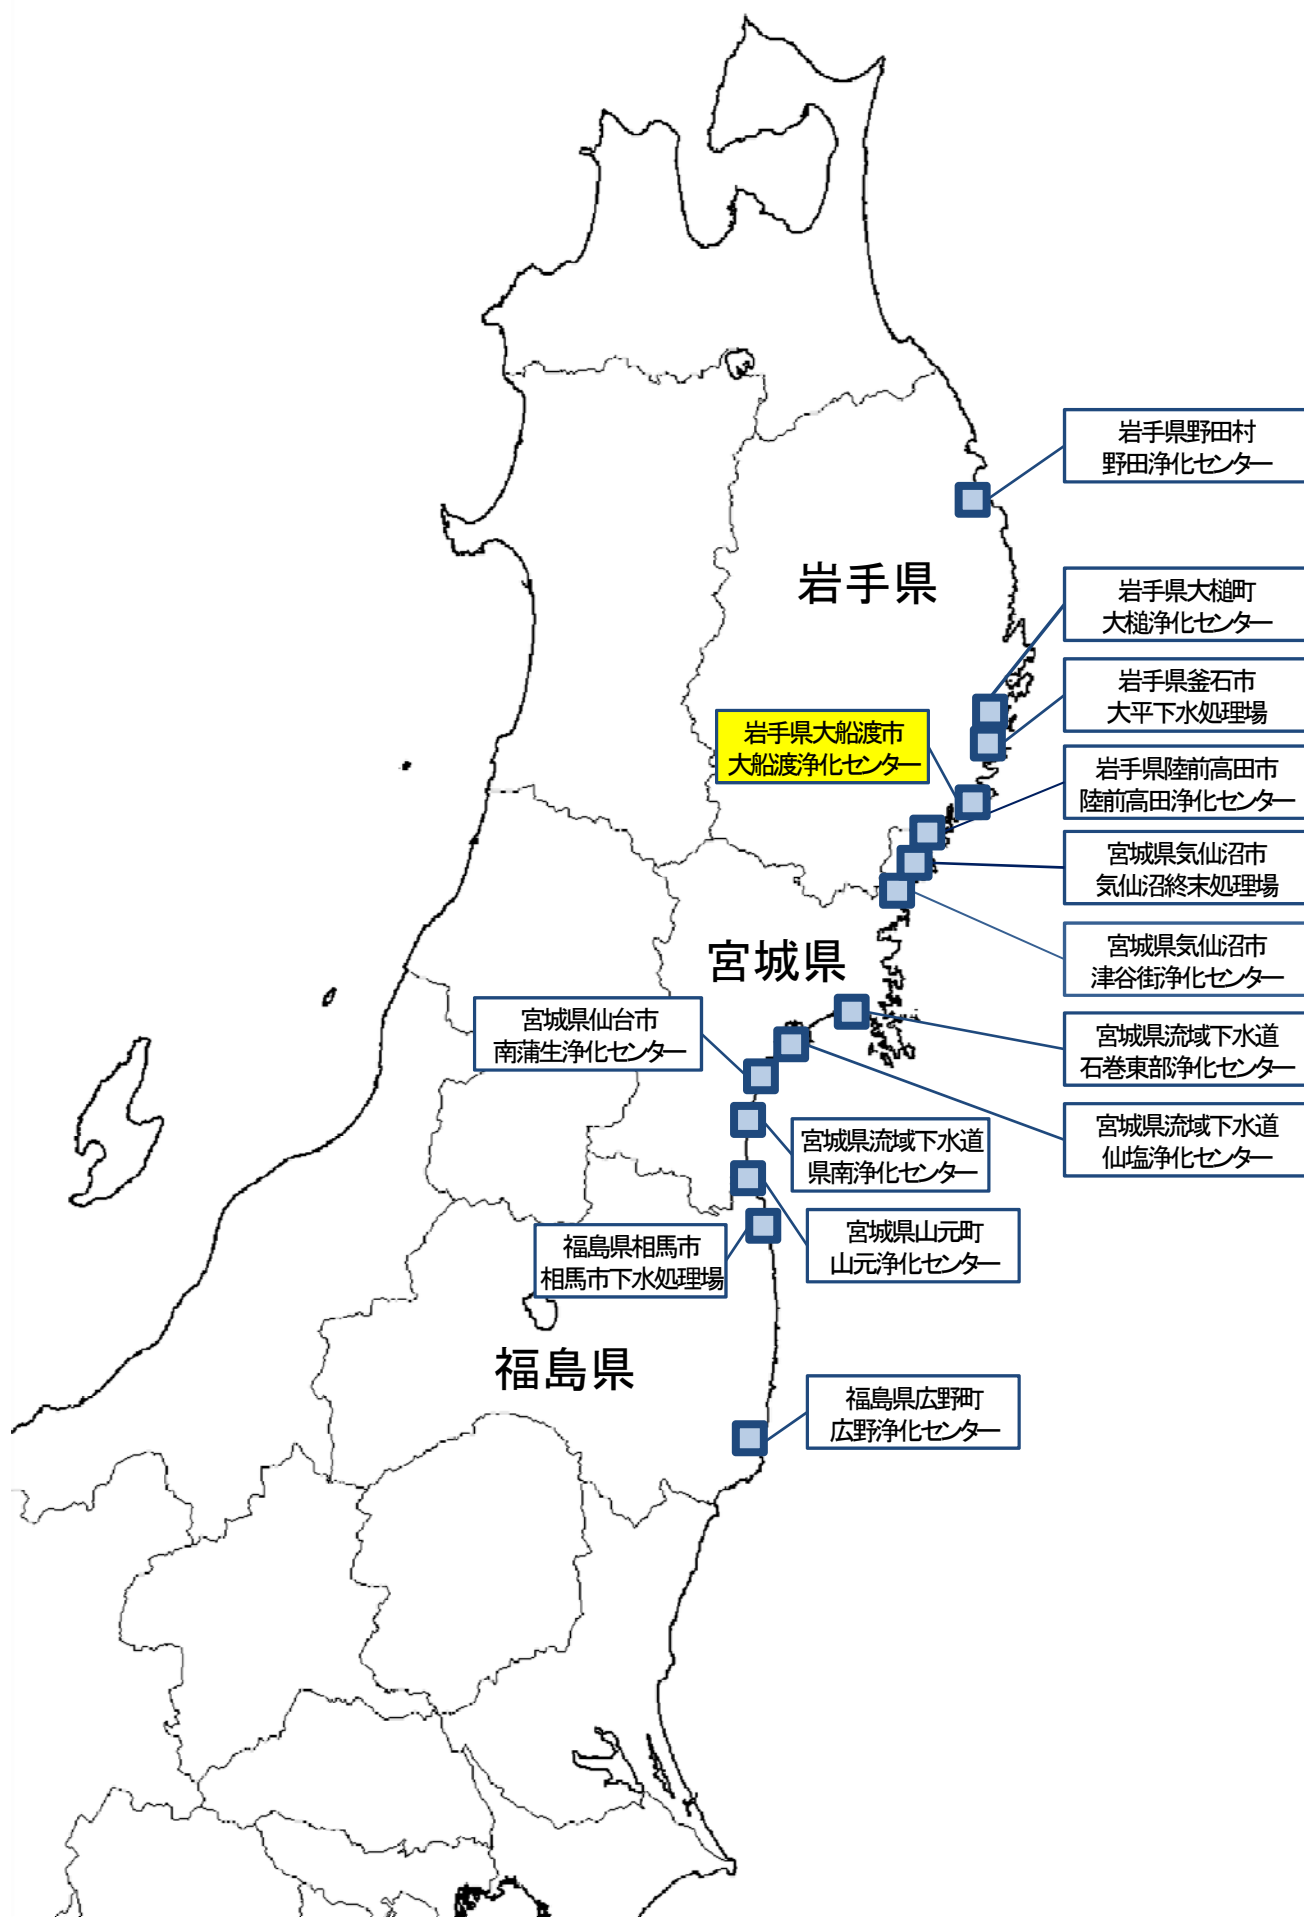 岩手県野田村
野田浄化センター
岩手県
岩手県大槌町
大槌浄化センター
岩手県釜石市
大平下水処理場
岩手県大船渡市
大船渡浄化センター
岩手県陸前高田市
陸前高田浄化センター
宮城県気仙沼市
気仙沼終末処理場
宮城県
宮城県気仙沼市
津谷街浄化センター
宮城県仙台市
南蒲生浄化センター
宮城県流域下水道
石巻東部浄化センター
宮城県流域下水道
仙塩浄化センター
宮城県流域下水道
県南浄化センター
宮城県山元町
山元浄化センター
福島県相馬市
相馬市下水処理場
福島県
福島県広野町
広野浄化センター